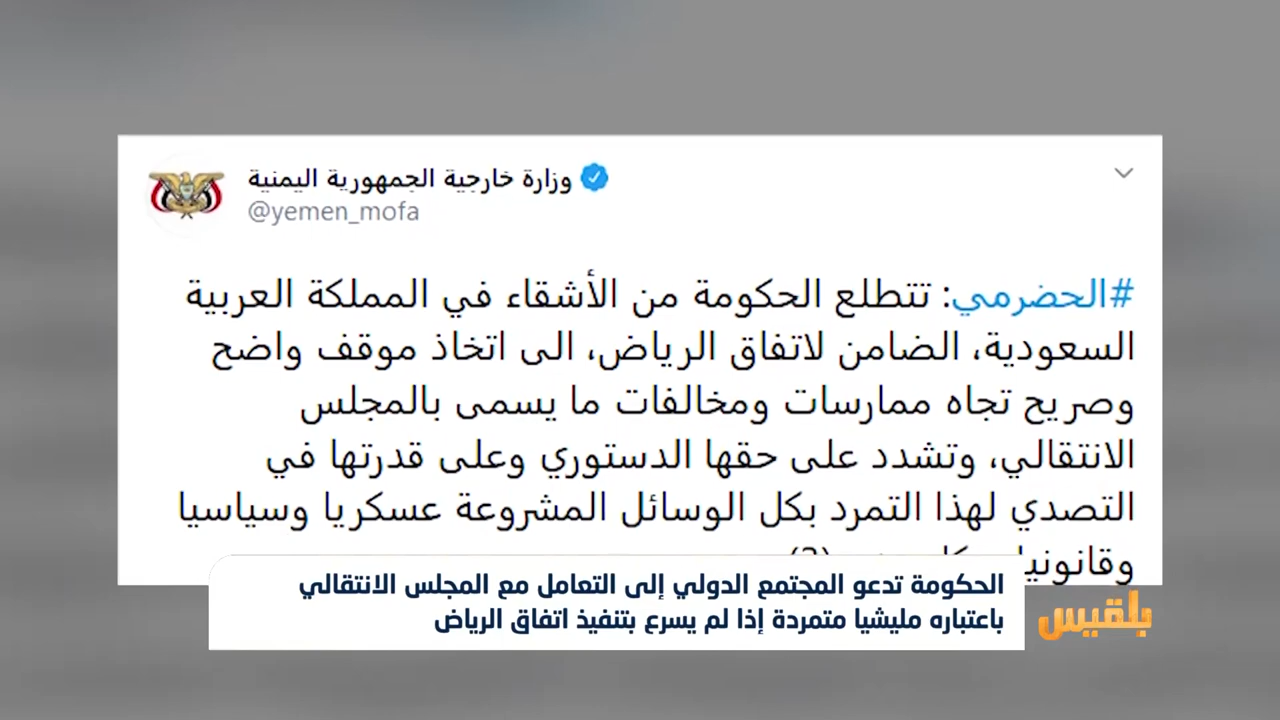 وزارة خارجية الجمهورية اليمنية
@yemen_mofa
#الحضرمي: تتطلع الحكومة من الأشقاء في المملكة العربية
السعودية، الضامن لاتفاق الرياض، الى اتخاذ موقف واضح
وصريح تجاه ممارسات ومخالفات ما يسمى بالمجلس
الانتقالي، وتشدد على حقها الدستوري وعلى قدرتها في
التصدي لهذا التمرد بكل الوسائل المشروعة عسكريا وسياسيا
وقانونيا
الحكومة تدعو المجتمع الدولي إلى التعامل مع المجلس الانتقالي
باعتباره مليشيا متمردة إذا لم يسرع بتنفيذ اتفاق الرياض
بلقيس